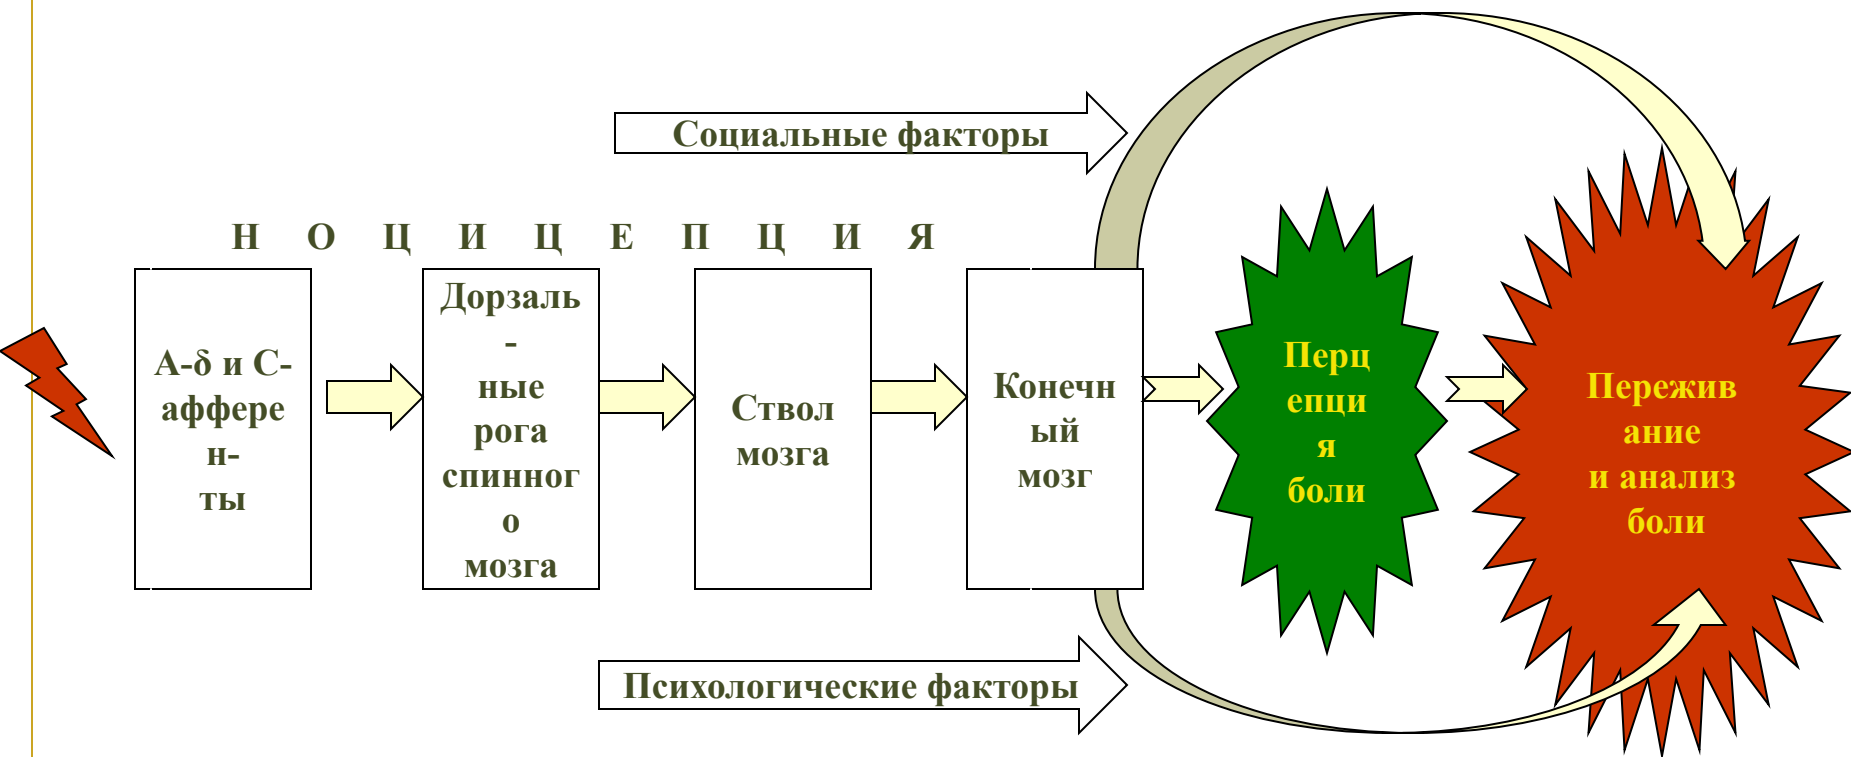 Социальные факторы
Н О Ц И Ц Е П Ц И Я
А-δ и С-
афферe
н-
ты
Дорзаль
-
ные
рога
спинног
о
мозга
Ствол
мозга
Конечн
ый
мозг
Перц
епци
я
боли
Пережив
ание
и анализ
боли
Психологические факторы